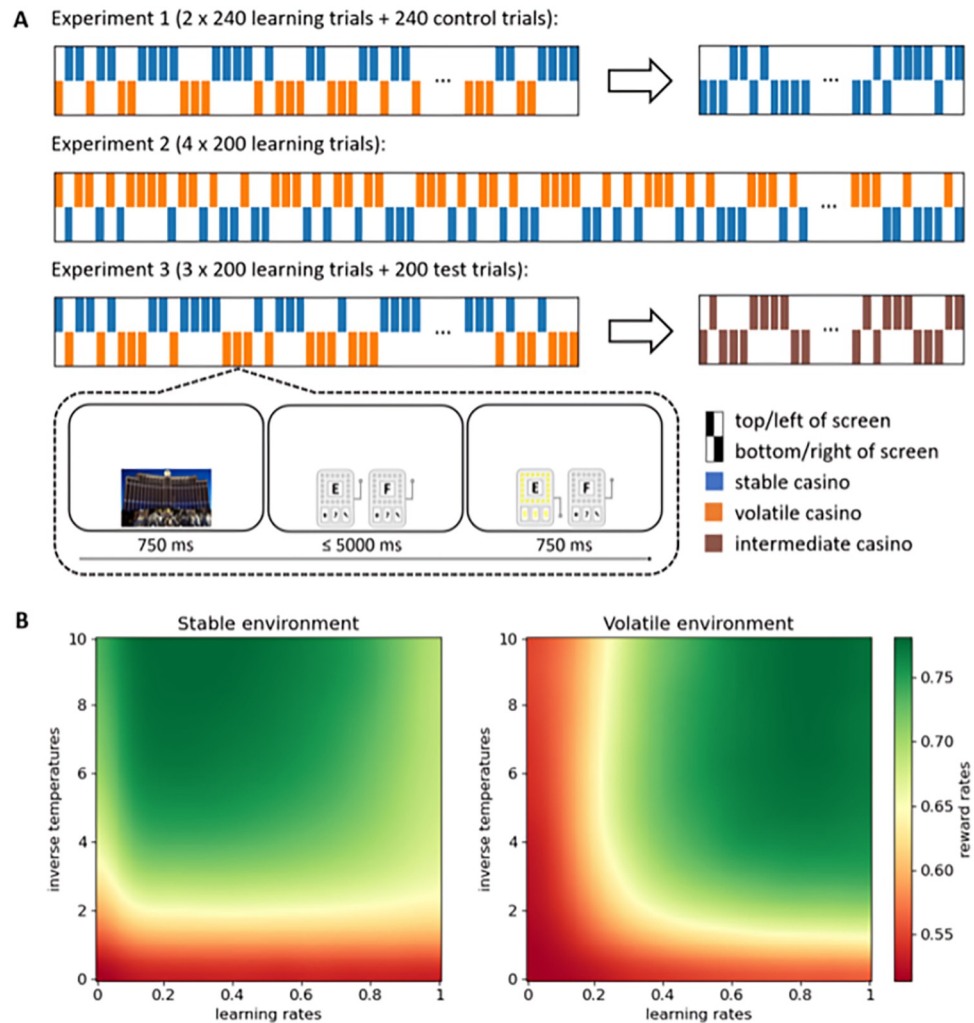 A
Experiment 1 (2 x 240 learning trials + 240 control trials):
...
...
Experiment 2 (4 x 200 learning trials):
...
Experiment 3 (3 x 200 learning trials + 200 test trials):
...
...
E F
E F
750 ms
≤ 5000 ms
750 ms
top/left of screen
bottom/right of screen
stable casino
volatile casino
intermediate casino
B
Stable environment
10
8
6
4
2
0
inverse temperatures
0 0.2 0.4 0.6 0.8 1
learning rates
Volatile environment
10
8
6
4
2
0
inverse temperatures
0 0.2 0.4 0.6 0.8 1
learning rates
0.75
0.70
0.65
0.60
0.55
reward rates